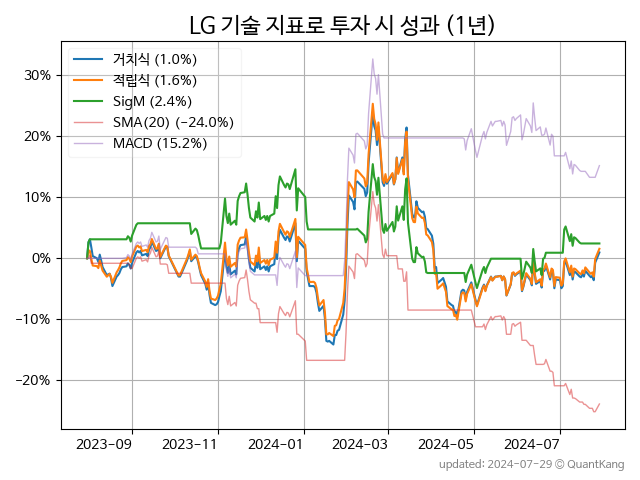 LG 기술 지표로 투자 시 성과 (1년)
거치식 (1.0%)
적립식 (1.6%)
SigM (2.4%)
SMA(20) (−24.0%)
MACD (15.2%)
30%
20%
10%
0%
−10%
−20%
2023-09 2023-11 2024-01 2024-03 2024-05 2024-07
updated: 2024-07-29 © QuantKang